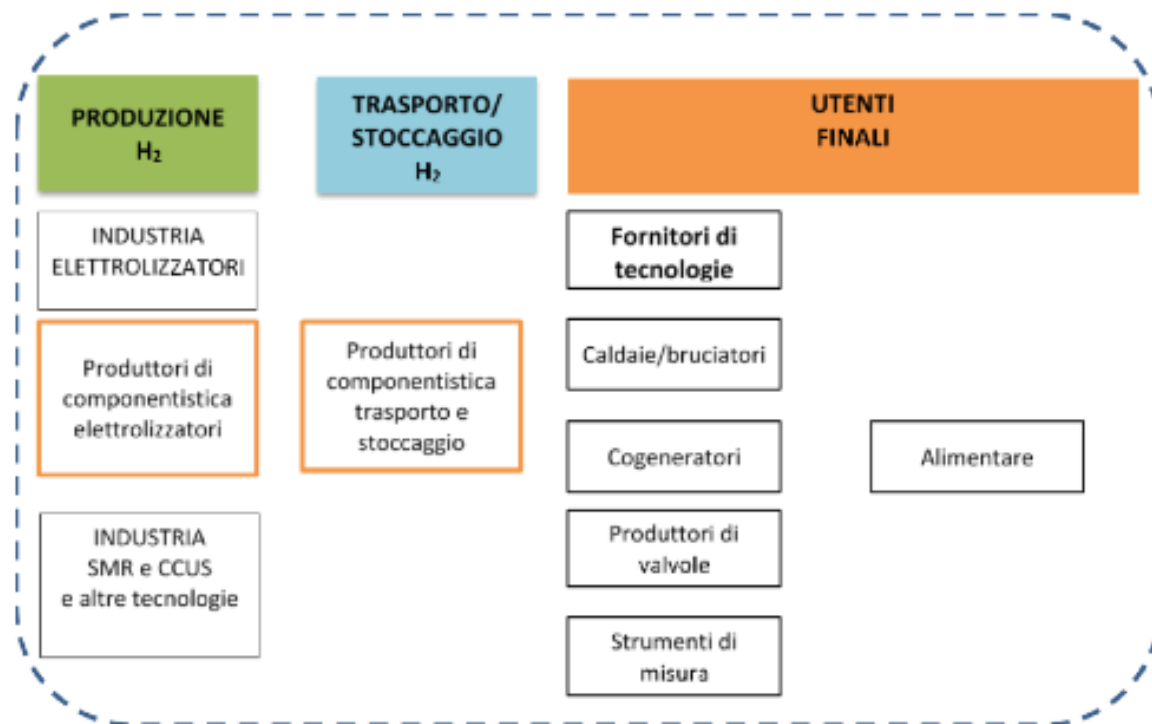 PRODUZIONE
H₂
TRASPORTO/
STOCCAGGIO
H₂
UTENTI
FINALI
INDUSTRIA
ELETTROLIZZATORI
Produttori di
componentistica
elettrolizzatori
INDUSTRIA
SMR e CCUS
e altre tecnologie
Produttori di
componentistica
trasporto e
stoccaggio
Fornitori di
tecnologie
Caldaie/bruciatori
Cogeneratori
Produttori di
valvole
Strumenti di
misura
Alimentare